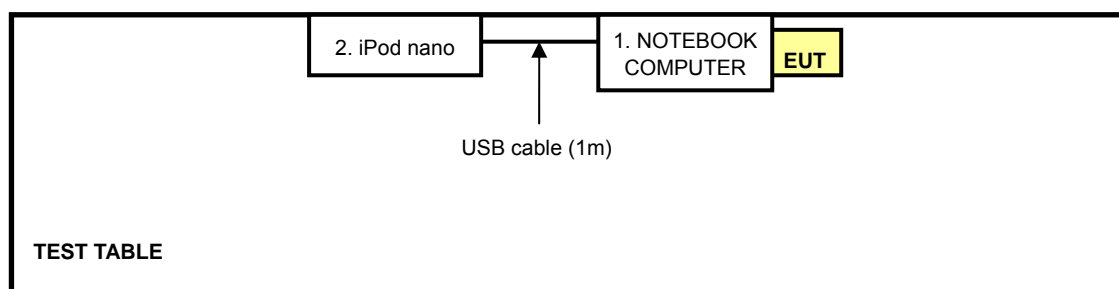 2. iPod nano
1. NOTEBOOK
COMPUTER
EUT
USB cable (1m)
TEST TABLE